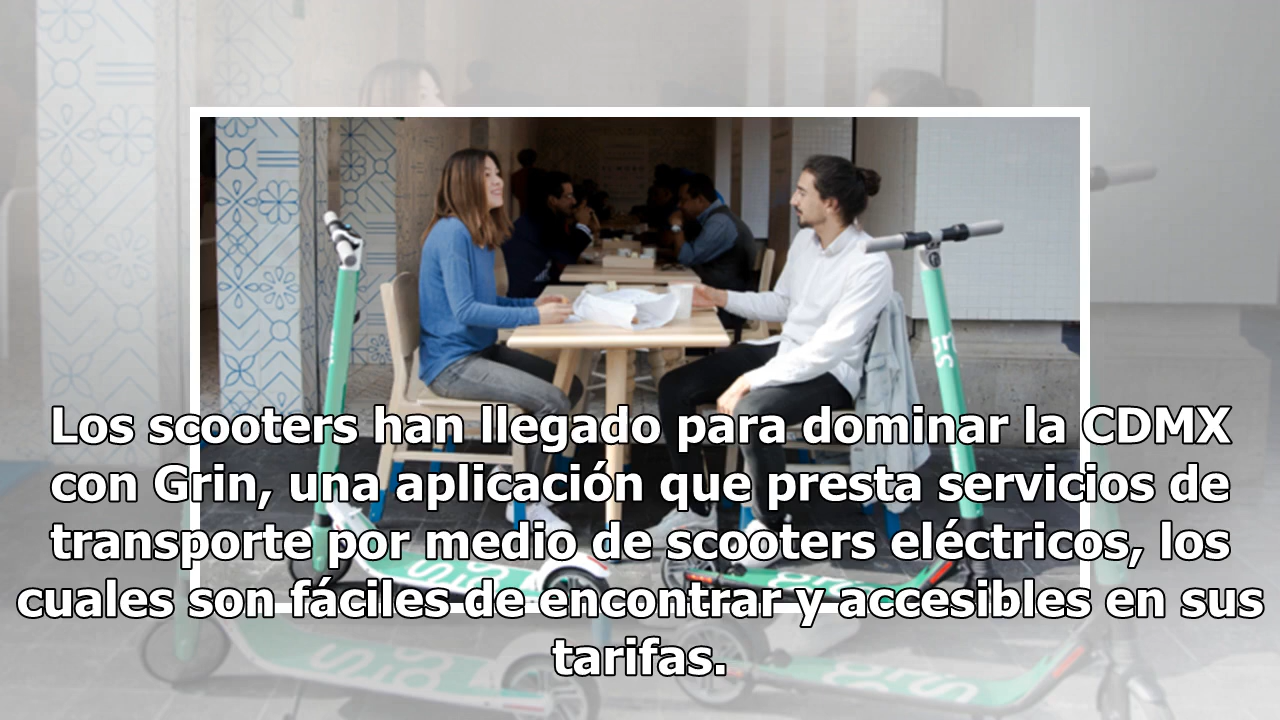 Los scooters han llegado para dominar la CDMX
con Grin, una aplicación que presta servicios de
transporte por medio de scooters eléctricos, los
cuales son fáciles de encontrar y accesibles en sus
tarifas.